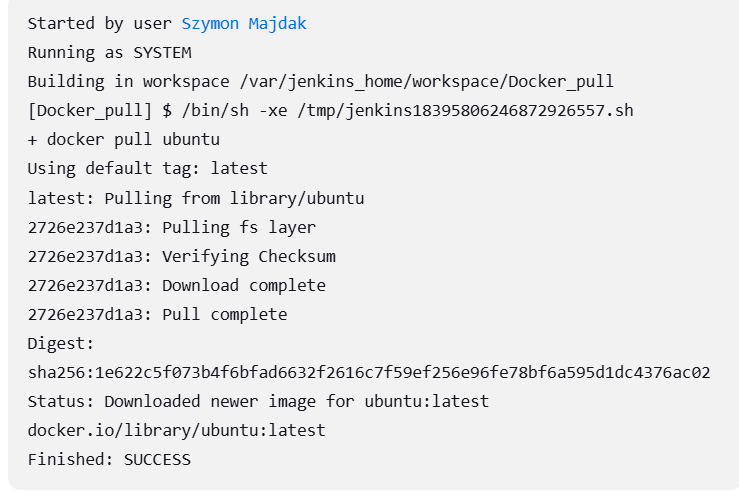 Started by user Szymon Majdak
Running as SYSTEM
Building in workspace /var/jenkins_home/workspace/Docker_pull
[Docker_pull] $ /bin/sh -xe /tmp/jenkins18395806246872926557.sh
+ docker pull ubuntu
Using default tag: latest
latest: Pulling from library/ubuntu
2726e237d1a3: Pulling fs layer
2726e237d1a3: Verifying Checksum
2726e237d1a3: Download complete
2726e237d1a3: Pull complete
Digest:
sha256:1e622c5f073b4f6bfad6632f2616c7f59ef256e96fe78bf6a595d1dc4376ac02
Status: Downloaded newer image for ubuntu:latest
docker.io/library/ubuntu:latest
Finished: SUCCESS